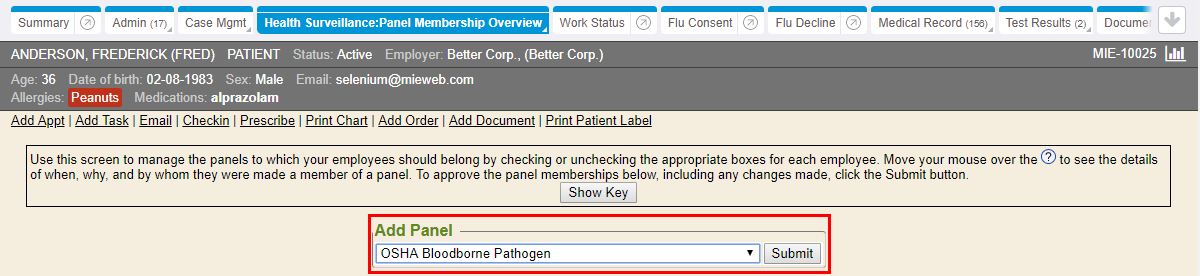 Summary Admin (17) Case Mgmt Health Surveillance:Panel Membership Overview Work Status Flu Consent Flu Decline Medical Record (156) Test Results (2) Documen
ANDERSON, FREDERICK (FRED) PATIENT Status: Active Employer: Better Corp., (Better Corp.) MIE-10025
Age: 36 Date of birth: 02-08-1983 Sex: Male Email: selenium@mieweb.com
Allergies: Peanuts Medications: alprazolam
Add Appt | Add Task | Email | Checkin | Prescribe | Print Chart | Add Order | Add Document | Print Patient Label
Use this screen to manage the panels to which your employees should belong by checking or unchecking the appropriate boxes for each employee. Move your mouse over the ? to see the details
of when, why, and by whom they were made a member of a panel. To approve the panel memberships below, including any changes made, click the Submit button.
Show Key
Add Panel
OSHA Bloodborne Pathogen Submit